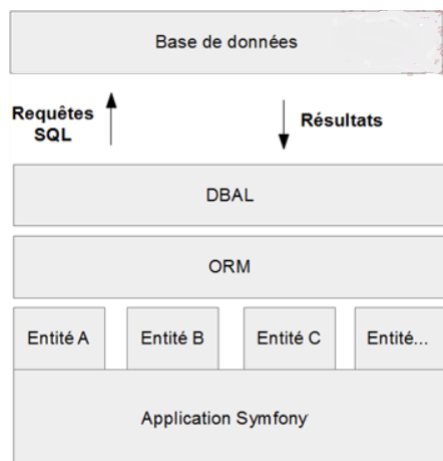 Base de données
Requêtes
SQL
Résultats
DBAL
ORM
Entité A
Entité B
Entité C
Entité...
Application Symfony